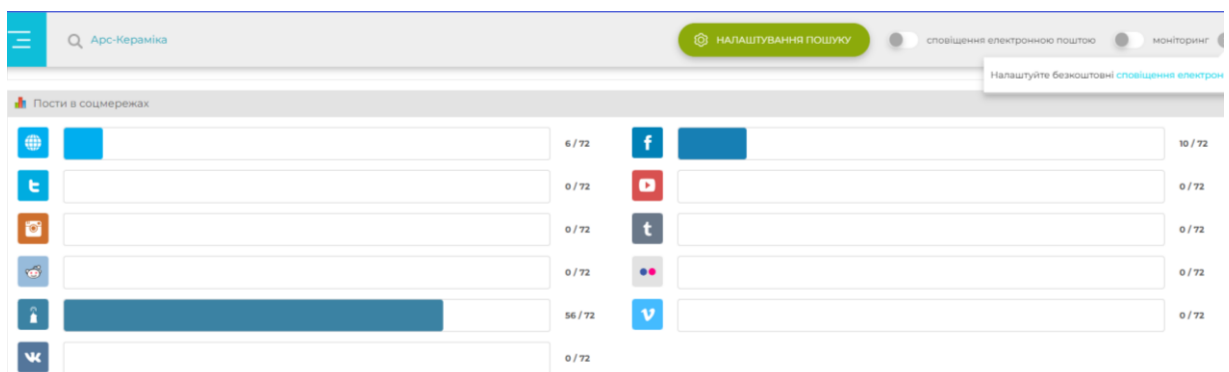 Арс-Кераміка
НАЛАШТУВАННЯ ПОШУКУ
сповіщення електронною поштою
моніторинг
Налаштуйте безкоштовні сповіщення електрон
Пости в соцмережах
6 / 72
f
10 / 72
0 / 72
0 / 72
0 / 72
t
0 / 72
0 / 72
0 / 72
56 / 72
0 / 72
0 / 72